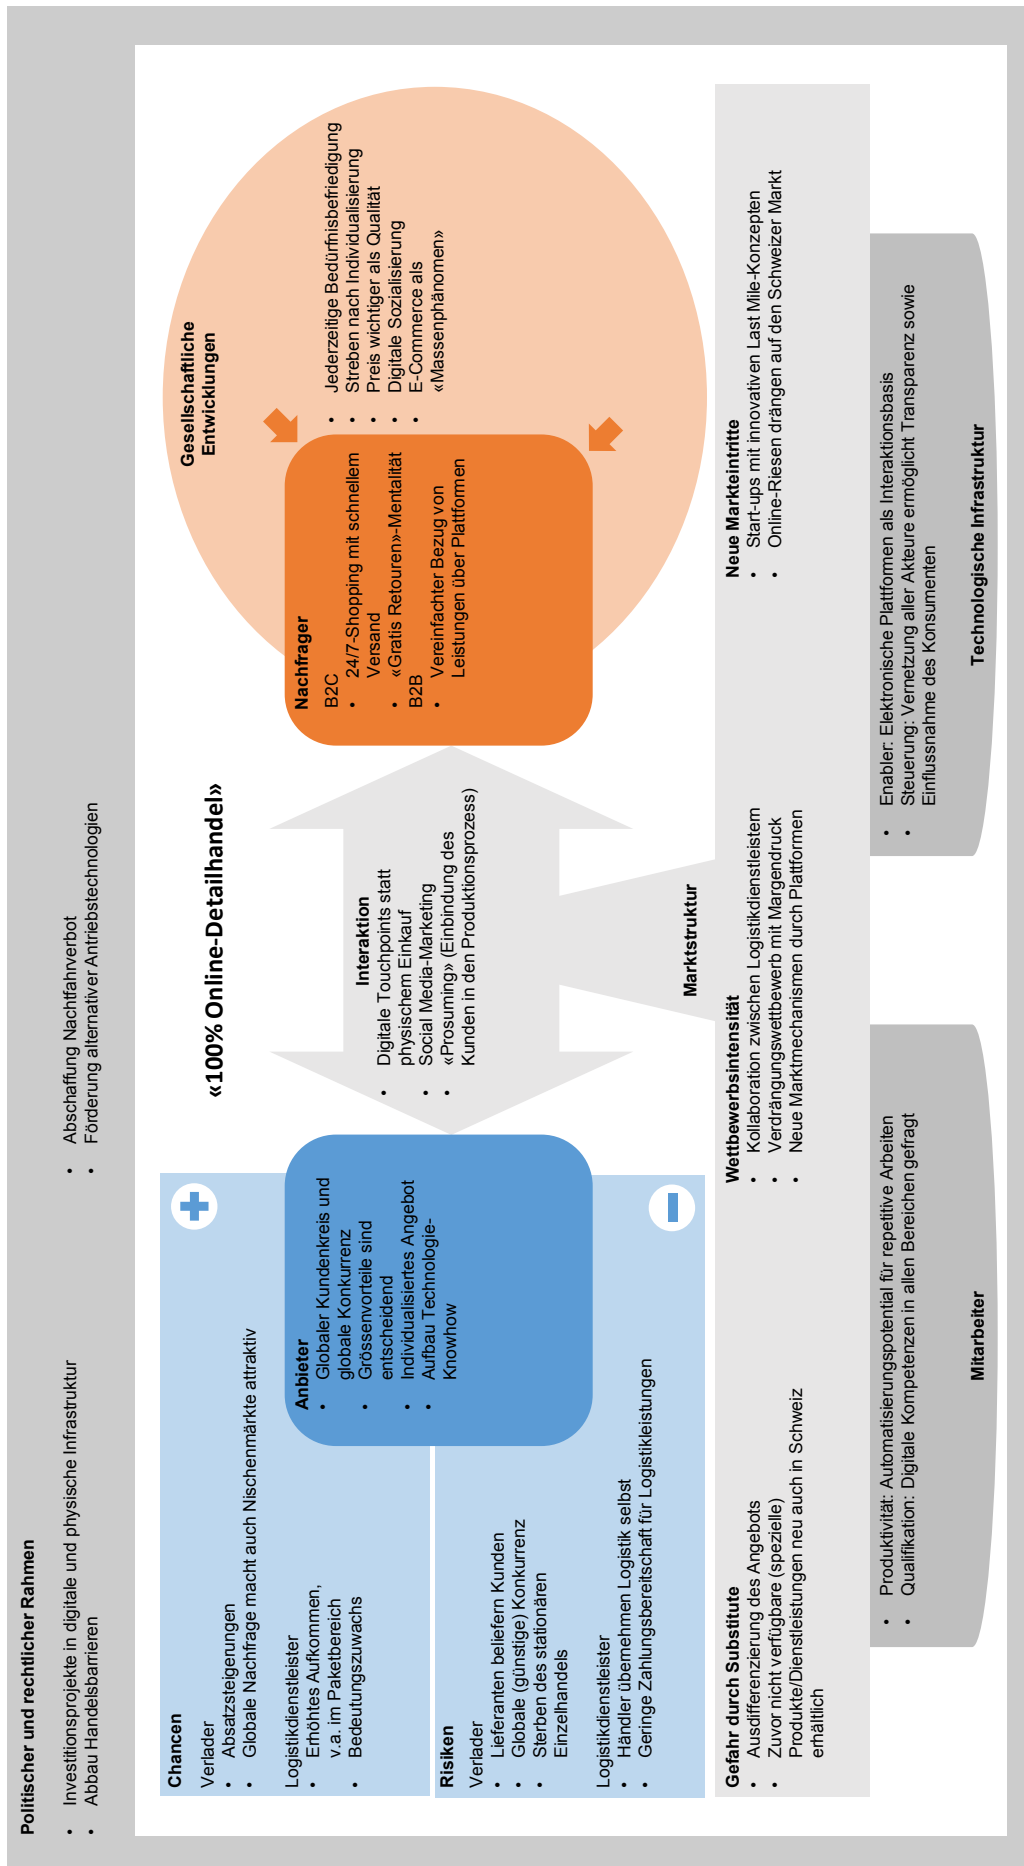 Politischer und rechtlicher Rahmen
• Investitionsprojekte in digitale und physische Infrastruktur
• Abbau Handelsbarrieren
• Abschaffung Nachtfahrverbot
• Förderung alternativer Antriebstechnologien
«100% Online-Detailhandel»
Chancen
Verlader
• Absatzsteigerungen
• Globale Nachfrage macht auch Nischenmärkte attraktiv
Logistikdienstleister
• Erhöhtes Aufkommen,
v.a. im Paketbereich
• Bedeutungszuwachs
Risiken
Verlader
• Lieferanten beliefern Kunden
• Globale (günstige) Konkurrenz
• Sterben des stationären
Einzelhandels
Logistikdienstleister
• Händler übernehmen Logistik selbst
• Geringe Zahlungsbereitschaft für Logistikleistungen
Anbieter
• Globaler Kundenkreis und
globale Konkurrenz
• Grössenvorteile sind
entscheidend
• Individualisiertes Angebot
• Aufbau Technologie-
Knowhow
Interaktion
• Digitale Touchpoints statt
physischem Einkauf
• Social Media-Marketing
• «Prosuming» (Einbindung des
Kunden in den Produktionsprozess)
Nachfrager
B2C
• 24/7-Shopping mit schnellem
Versand
• «Gratis Retouren»-Mentalität
B2B
• Vereinfachter Bezug von
Leistungen über Plattformen
Gesellschaftliche
Entwicklungen
• Jederzeitige Bedürfnisbefriedigung
• Streben nach Individualisierung
• Preis wichtiger als Qualität
• Digitale Sozialisierung
• E-Commerce als
«Massenphänomen»
Marktstruktur
Gefahr durch Substitute
• Ausdifferenzierung des Angebots
• Zuvor nicht verfügbare (spezielle)
Produkte/Dienstleistungen neu auch in Schweiz
erhältlich
Wettbewerbsintensität
• Kollaboration zwischen Logistikdienstleistern
• Verdrängungswettbewerb mit Margendruck
• Neue Marktmechanismen durch Plattformen
Neue Markteintritte
• Start-ups mit innovativen Last Mile-Konzepten
• Online-Riesen drängen auf den Schweizer Markt
• Produktivität: Automatisierungspotential für repetitive Arbeiten
• Qualifikation: Digitale Kompetenzen in allen Bereichen gefragt
Mitarbeiter
• Enabler: Elektronische Plattformen als Interaktionsbasis
• Steuerung: Vernetzung aller Akteure ermöglicht Transparenz sowie
Einflussnahme des Konsumenten
Technologische Infrastruktur